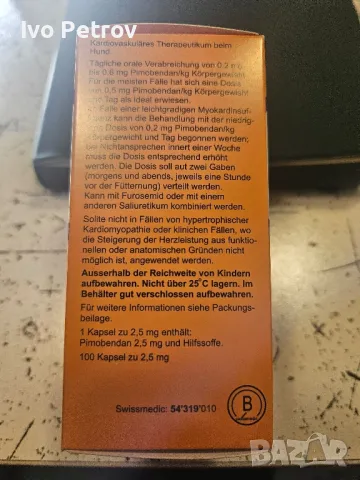 Ivo Petrov
Kardiovaskuläres Therapeutikum beim
Hund.
Tägliche orale Verabreichung von 0,2 mg
bis 0,6 mg Pimobendan/kg Körpergewicht
Für die meisten Fälle hat sich eine Dosis
von 0,5 mg Pimobendan/kg Körpergewicht
pro Tag als ideal erwiesen.
Im Falle einer leichtgradigen Myokardinsuf-
fizienz kann die Behandlung mit der niedrig-
sten Dosis von 0,2 mg Pimobendan/kg
Körpergewicht und Tag begonnen werden;
bei Nichtansprechen innert einer Woche
muss die Dosis entsprechend erhöht
werden. Die Dosis soll auf zwei Gaben
(morgens und abends, jeweils eine Stunde
vor der Fütterung) verteilt werden.
Kann mit Furosemid oder mit einem
anderen Saliuretikum kombiniert werden.
Sollte nicht in Fällen von hypertrophischer
Kardiomyopathie oder klinischen Fällen, wo
die Steigerung der Herzleistung aus funktio-
nellen oder anatomischen Gründen nicht
möglich ist, angewendet werden.
Ausserhalb der Reichweite von Kindern
aufbewahren. Nicht über 25°C lagern. Im
Behälter gut verschlossen aufbewahren.
Für weitere Informationen siehe Packungs-
beilage.
1 Kapsel zu 2,5 mg enthält:
Pimobendan 2,5 mg und Hilfsstoffe.
100 Kapsel zu 2,5 mg
Swissmedic: 54'319'010
B
BAZAR